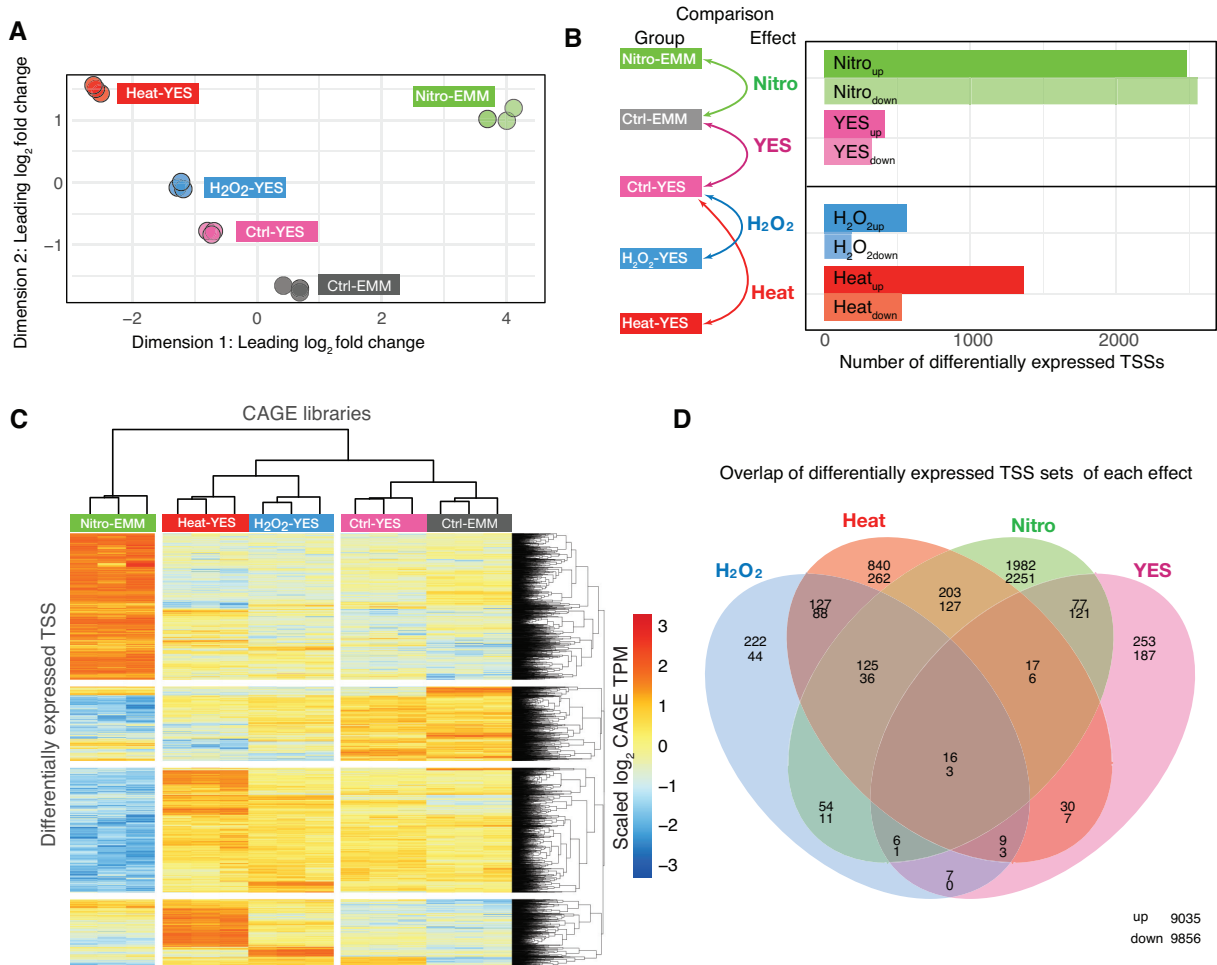 A
Dimension 2: Leading log2 fold change
1
0
−1
Heat-YES
Nitro-EMM
H2O2-YES
Ctrl-YES
Ctrl-EMM
−2
0
2
4
Dimension 1: Leading log2 fold change
B
Comparison
Group
Effect
Nitro-EMM
Nitro
Ctrl-EMM
YES
Ctrl-YES
H2O2
H2O2-YES
Heat
Heat-YES
Nitroup
Nitrodown
YESup
YESdown
H2O2up
H2O2down
Heatup
Heatdown
0
1000
2000
Number of differentially expressed TSSs
C
CAGE libraries
Nitro-EMM
Heat-YES
H2O2-YES
Ctrl-YES
Ctrl-EMM
Differentially expressed TSS
Scaled log2 CAGE TPM
3
2
1
0
−1
−2
−3
D
Overlap of differentially expressed TSS sets of each effect
H2O2
Heat
Nitro
YES
840
262
1982
2251
203
127
127
88
77
121
222
44
253
187
125
36
17
6
16
3
54
11
30
7
6
1
9
3
7
0
up 9035
down 9856